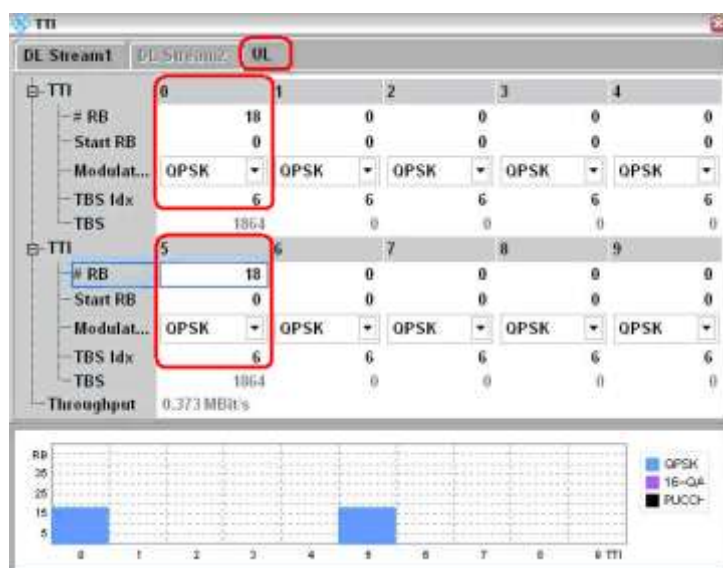 TTI
DL Stream1 DL Stream2 UL
TTI 0 1 2 3 4
# RB 18 0 0 0 0
Start RB 0 0 0 0 0
Modulat... QPSK QPSK QPSK QPSK QPSK
TBS Idx 6 6 6 6 6
TBS 1864 0 0 0 0
TTI 5 6 7 8 9
# RB 18 0 0 0 0
Start RB 0 0 0 0 0
Modulat... QPSK QPSK QPSK QPSK QPSK
TBS Idx 6 6 6 6 6
TBS 1864 0 0 0 0
Throughput 0.373 MBit/s
RB
35
25
15
5
0 1 2 3 4 5 6 7 8 9 TTI
QPSK
16-QA
PUCCH